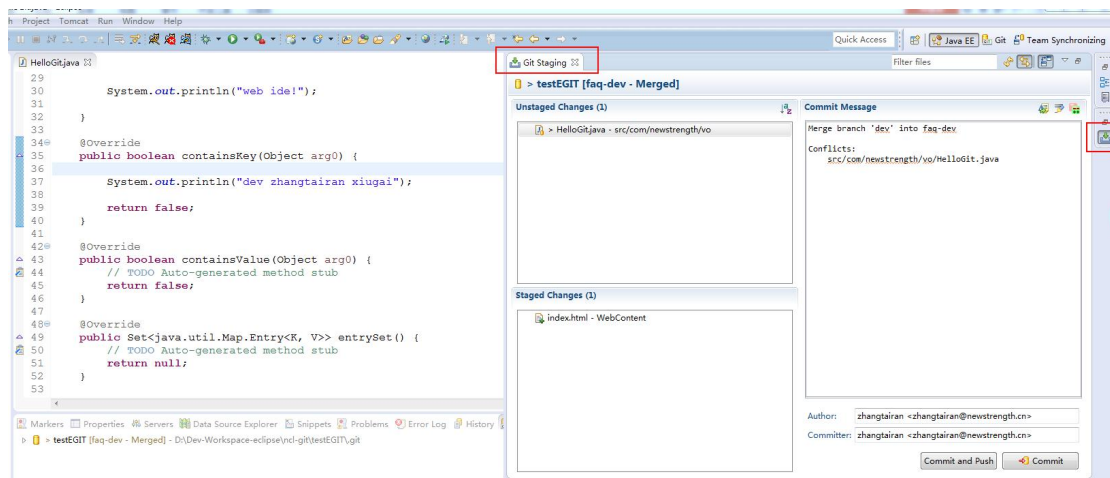 Project Tomcat Run Window Help
Quick Access
Java EE
Git
Team Synchronizing
HelloGit.java
29
30 System.out.println("web ide!");
31
32 }
33
34 @Override
35 public boolean containsKey(Object arg0) {
36
37 System.out.println("dev zhangtairan xiugai");
38
39 return false;
40 }
41
42 @Override
43 public boolean containsValue(Object arg0) {
44 // TODO Auto-generated method stub
45 return false;
46 }
47
48 @Override
49 public Set<java.util.Map.Entry<K, V>> entrySet() {
50 // TODO Auto-generated method stub
51 return null;
52 }
53
Markers Properties Servers Data Source Explorer Snippets Problems Error Log History
> testEGIT [faq-dev - Merged] - D:\Dev-Workspace-eclipse\ncl-git\testEGIT\.git
Git Staging
Filter files
> testEGIT [faq-dev - Merged]
Unstaged Changes (1)
> HelloGit.java - src/com/newstrength/vo
Staged Changes (1)
index.html - WebContent
Commit Message
Merge branch 'dev' into faq-dev
Conflicts:
src/com/newstrength/vo/HelloGit.java
Author: zhangtairan <zhangtairan@newstrength.cn>
Committer: zhangtairan <zhangtairan@newstrength.cn>
Commit and Push
Commit